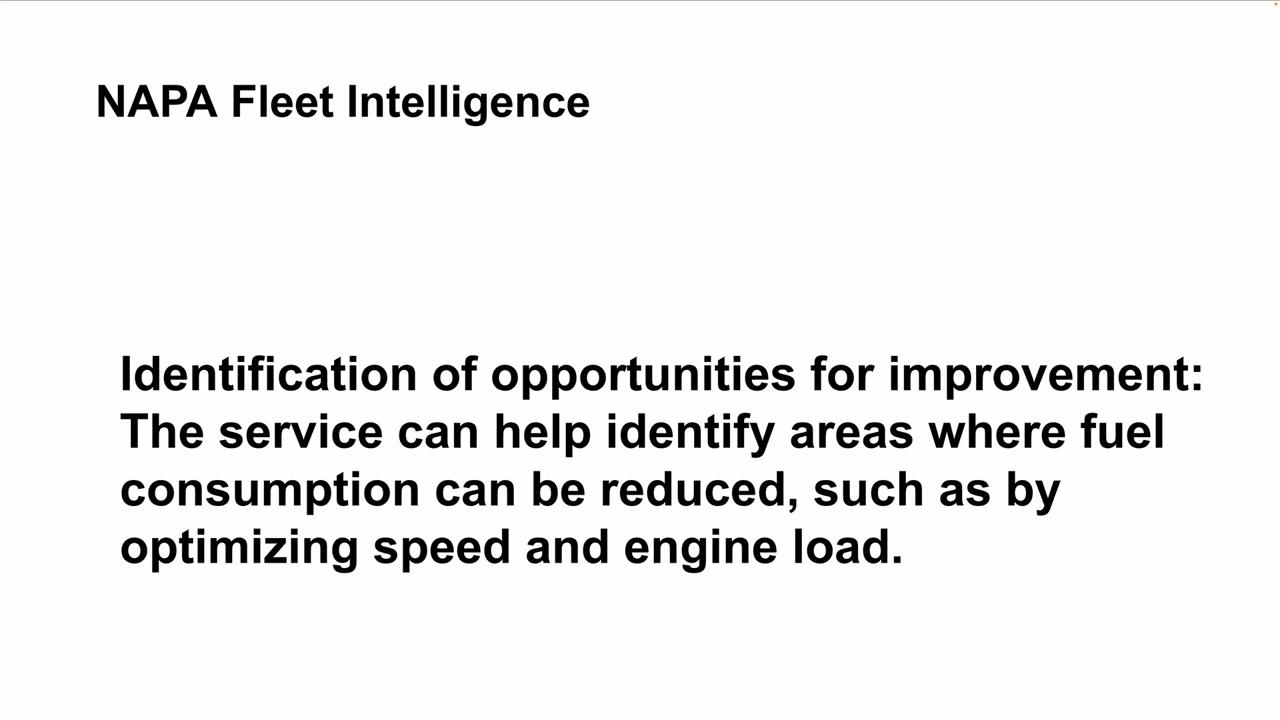 NAPA Fleet Intelligence
Identification of opportunities for improvement:
The service can help identify areas where fuel
consumption can be reduced, such as by
optimizing speed and engine load.